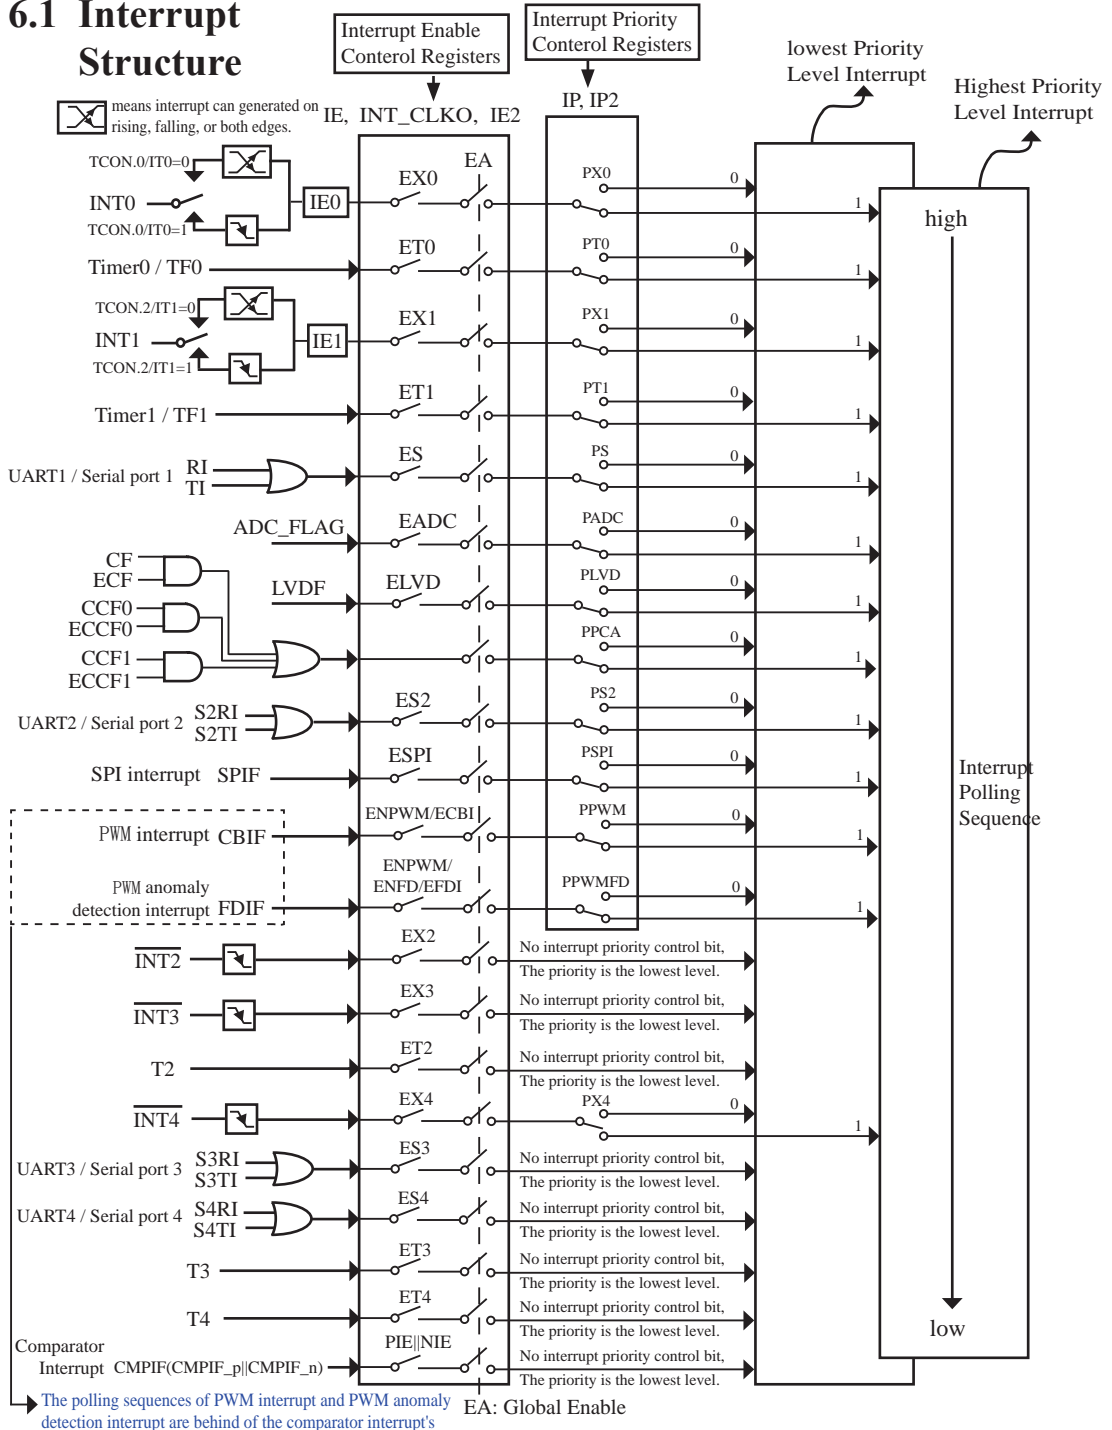 6.1 Interrupt
Structure
Interrupt Enable
Conterol Registers
Interrupt Priority
Conterol Registers
lowest Priority
Level Interrupt
Highest Priority
Level Interrupt
means interrupt can generated on
rising, falling, or both edges.
IE, INT_CLKO, IE2
IP, IP2
EA
TCON.0/IT0=0
INT0
TCON.0/IT0=1
IE0
EX0
PX0
0
1
high
Timer0 / TF0
ET0
PT0
0
1
TCON.2/IT1=0
INT1
TCON.2/IT1=1
IE1
EX1
PX1
0
1
Timer1 / TF1
ET1
PT1
0
1
UART1 / Serial port 1
RI
TI
ES
PS
0
1
ADC_FLAG
EADC
PADC
0
1
LVDF
ELVD
PLVD
0
1
CF
ECF
CCF0
ECCF0
CCF1
ECCF1
PPCA
0
1
UART2 / Serial port 2
S2RI
S2TI
ES2
PS2
0
1
SPI interrupt SPIF
ESPI
PSPI
0
1
Interrupt
Polling
Sequence
PWM interrupt CBIF
ENPWM/ECBI
PPWM
0
1
PWM anomaly
detection interrupt FDIF
ENPWM/
ENFD/EFDI
PPWMFD
0
1
INT2
EX2
No interrupt priority control bit,
The priority is the lowest level.
INT3
EX3
No interrupt priority control bit,
The priority is the lowest level.
T2
ET2
No interrupt priority control bit,
The priority is the lowest level.
INT4
EX4
PX4
0
1
UART3 / Serial port 3
S3RI
S3TI
ES3
No interrupt priority control bit,
The priority is the lowest level.
UART4 / Serial port 4
S4RI
S4TI
ES4
No interrupt priority control bit,
The priority is the lowest level.
T3
ET3
No interrupt priority control bit,
The priority is the lowest level.
T4
ET4
No interrupt priority control bit,
The priority is the lowest level.
low
Comparator
Interrupt CMPIF(CMPIF_p||CMPIF_n)
PIE||NIE
No interrupt priority control bit,
The priority is the lowest level.
The polling sequences of PWM interrupt and PWM anomaly
detection interrupt are behind of the comparator interrupt's
EA: Global Enable